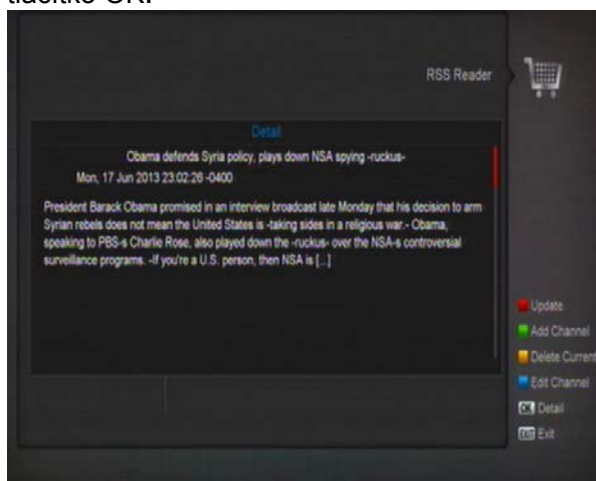 tlačítko OK.
RSS Reader
Detail
Obama defends Syria policy, plays down NSA spying -ruckus-
Mon, 17 Jun 2013 23:02:26 -0400
President Barack Obama promised in an interview broadcast late Monday that his decision to arm
Syrian rebels does not mean the United States is -taking sides in a religious war.- Obama,
speaking to PBS-s Charlie Rose, also played down the -ruckus- over the NSA-s controversial
surveillance programs. -If you're a U.S. person, then NSA is [...]
Update
Add Channel
Delete Current
Edit Channel
OK Detail
EXIT Exit